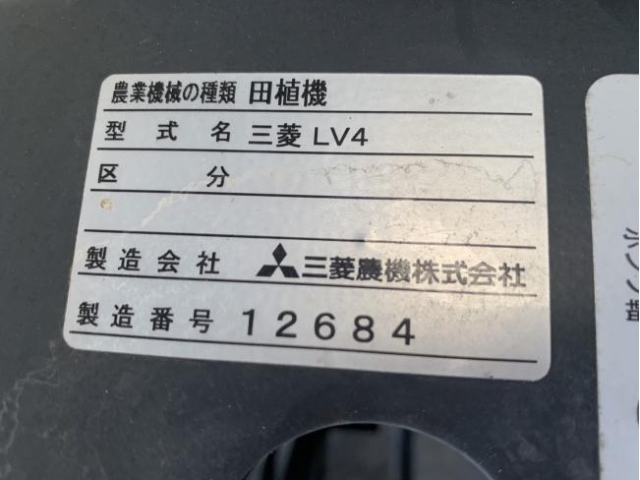 農業機械の種類 田植機
型式名 三菱 LV4
区分
製造会社 三菱農機株式会社
製造番号 12684